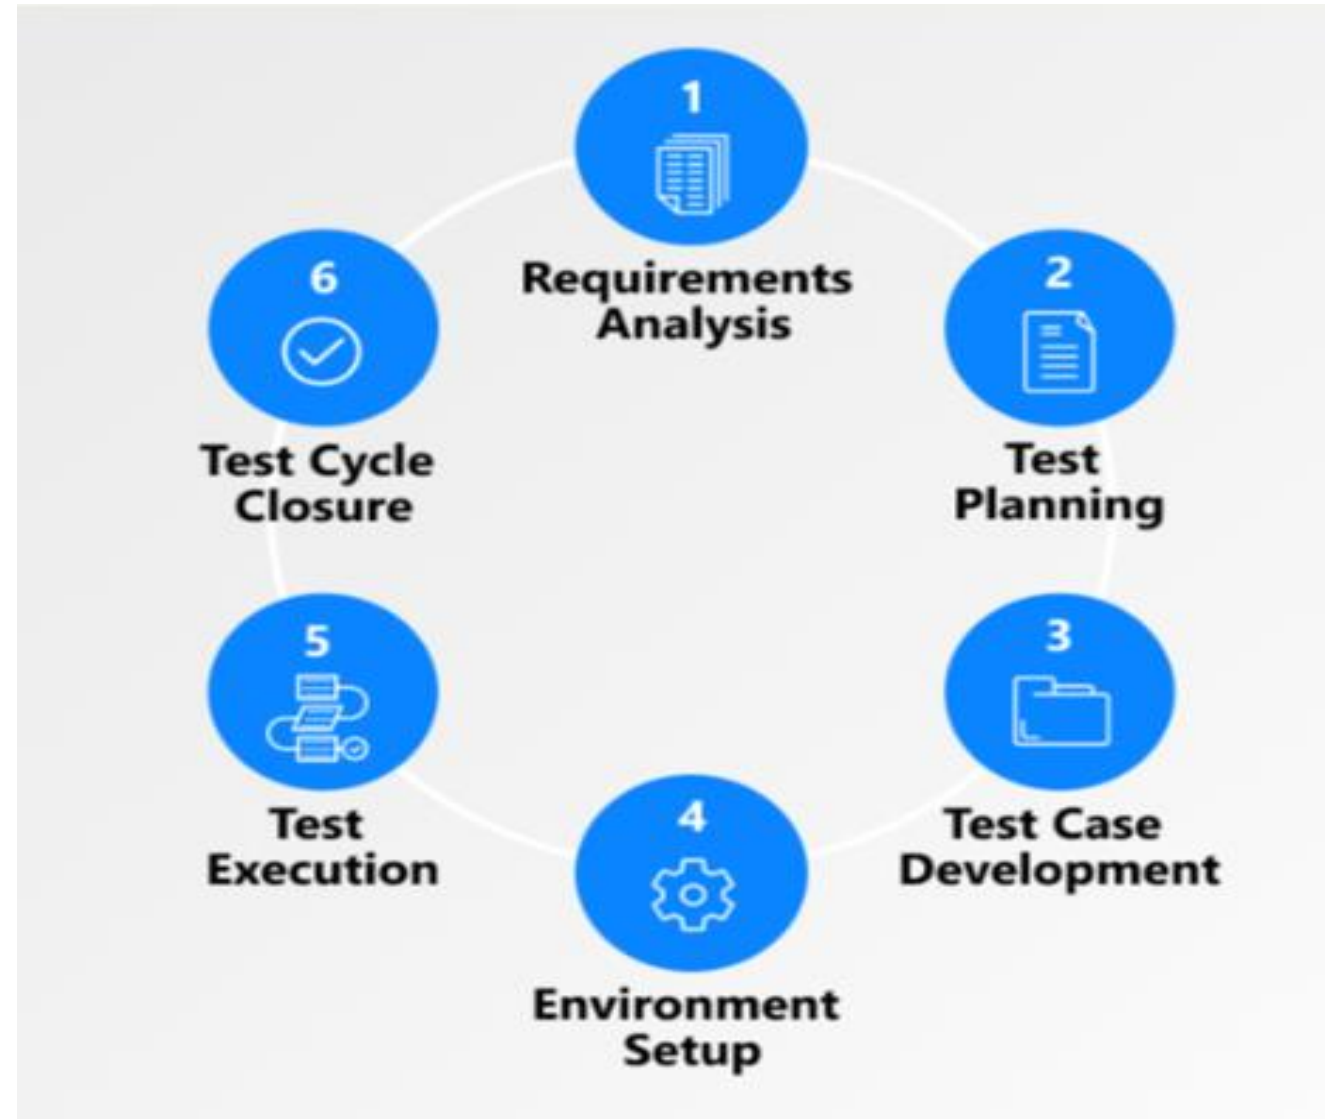 1
Requirements
Analysis
2
Test
Planning
3
Test Case
Development
4
Environment
Setup
5
Test
Execution
6
Test Cycle
Closure